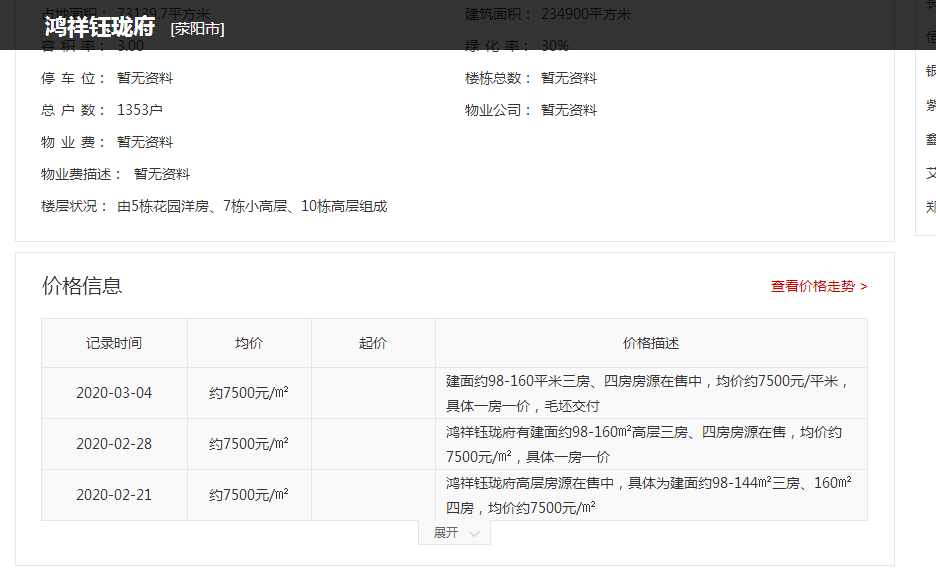 占地面积： 73139.7平方米 建筑面积： 234900平方米
鸿祥钰珑府 [荥阳市]
容 积 率： 3.00 绿 化 率： 30%
停 车 位： 暂无资料 楼栋总数： 暂无资料
总 户 数： 1353户 物业公司： 暂无资料
物 业 费： 暂无资料
物业费描述： 暂无资料
楼层状况： 由5栋花园洋房、7栋小高层、10栋高层组成
价格信息 查看价格走势 >
记录时间 均价 起价 价格描述
2020-03-04 约7500元/㎡ 建面约98-160平米三房、四房房源在售中，均价约7500元/平米，
具体一房一价，毛坯交付
2020-02-28 约7500元/㎡ 鸿祥钰珑府有建面约98-160㎡高层三房、四房房源在售，均价约
7500元/㎡，具体一房一价
2020-02-21 约7500元/㎡ 鸿祥钰珑府高层房源在售中，具体为建面约98-144㎡三房、160㎡
四房，均价约7500元/㎡
展开
银
紫
鑫
艾
郑